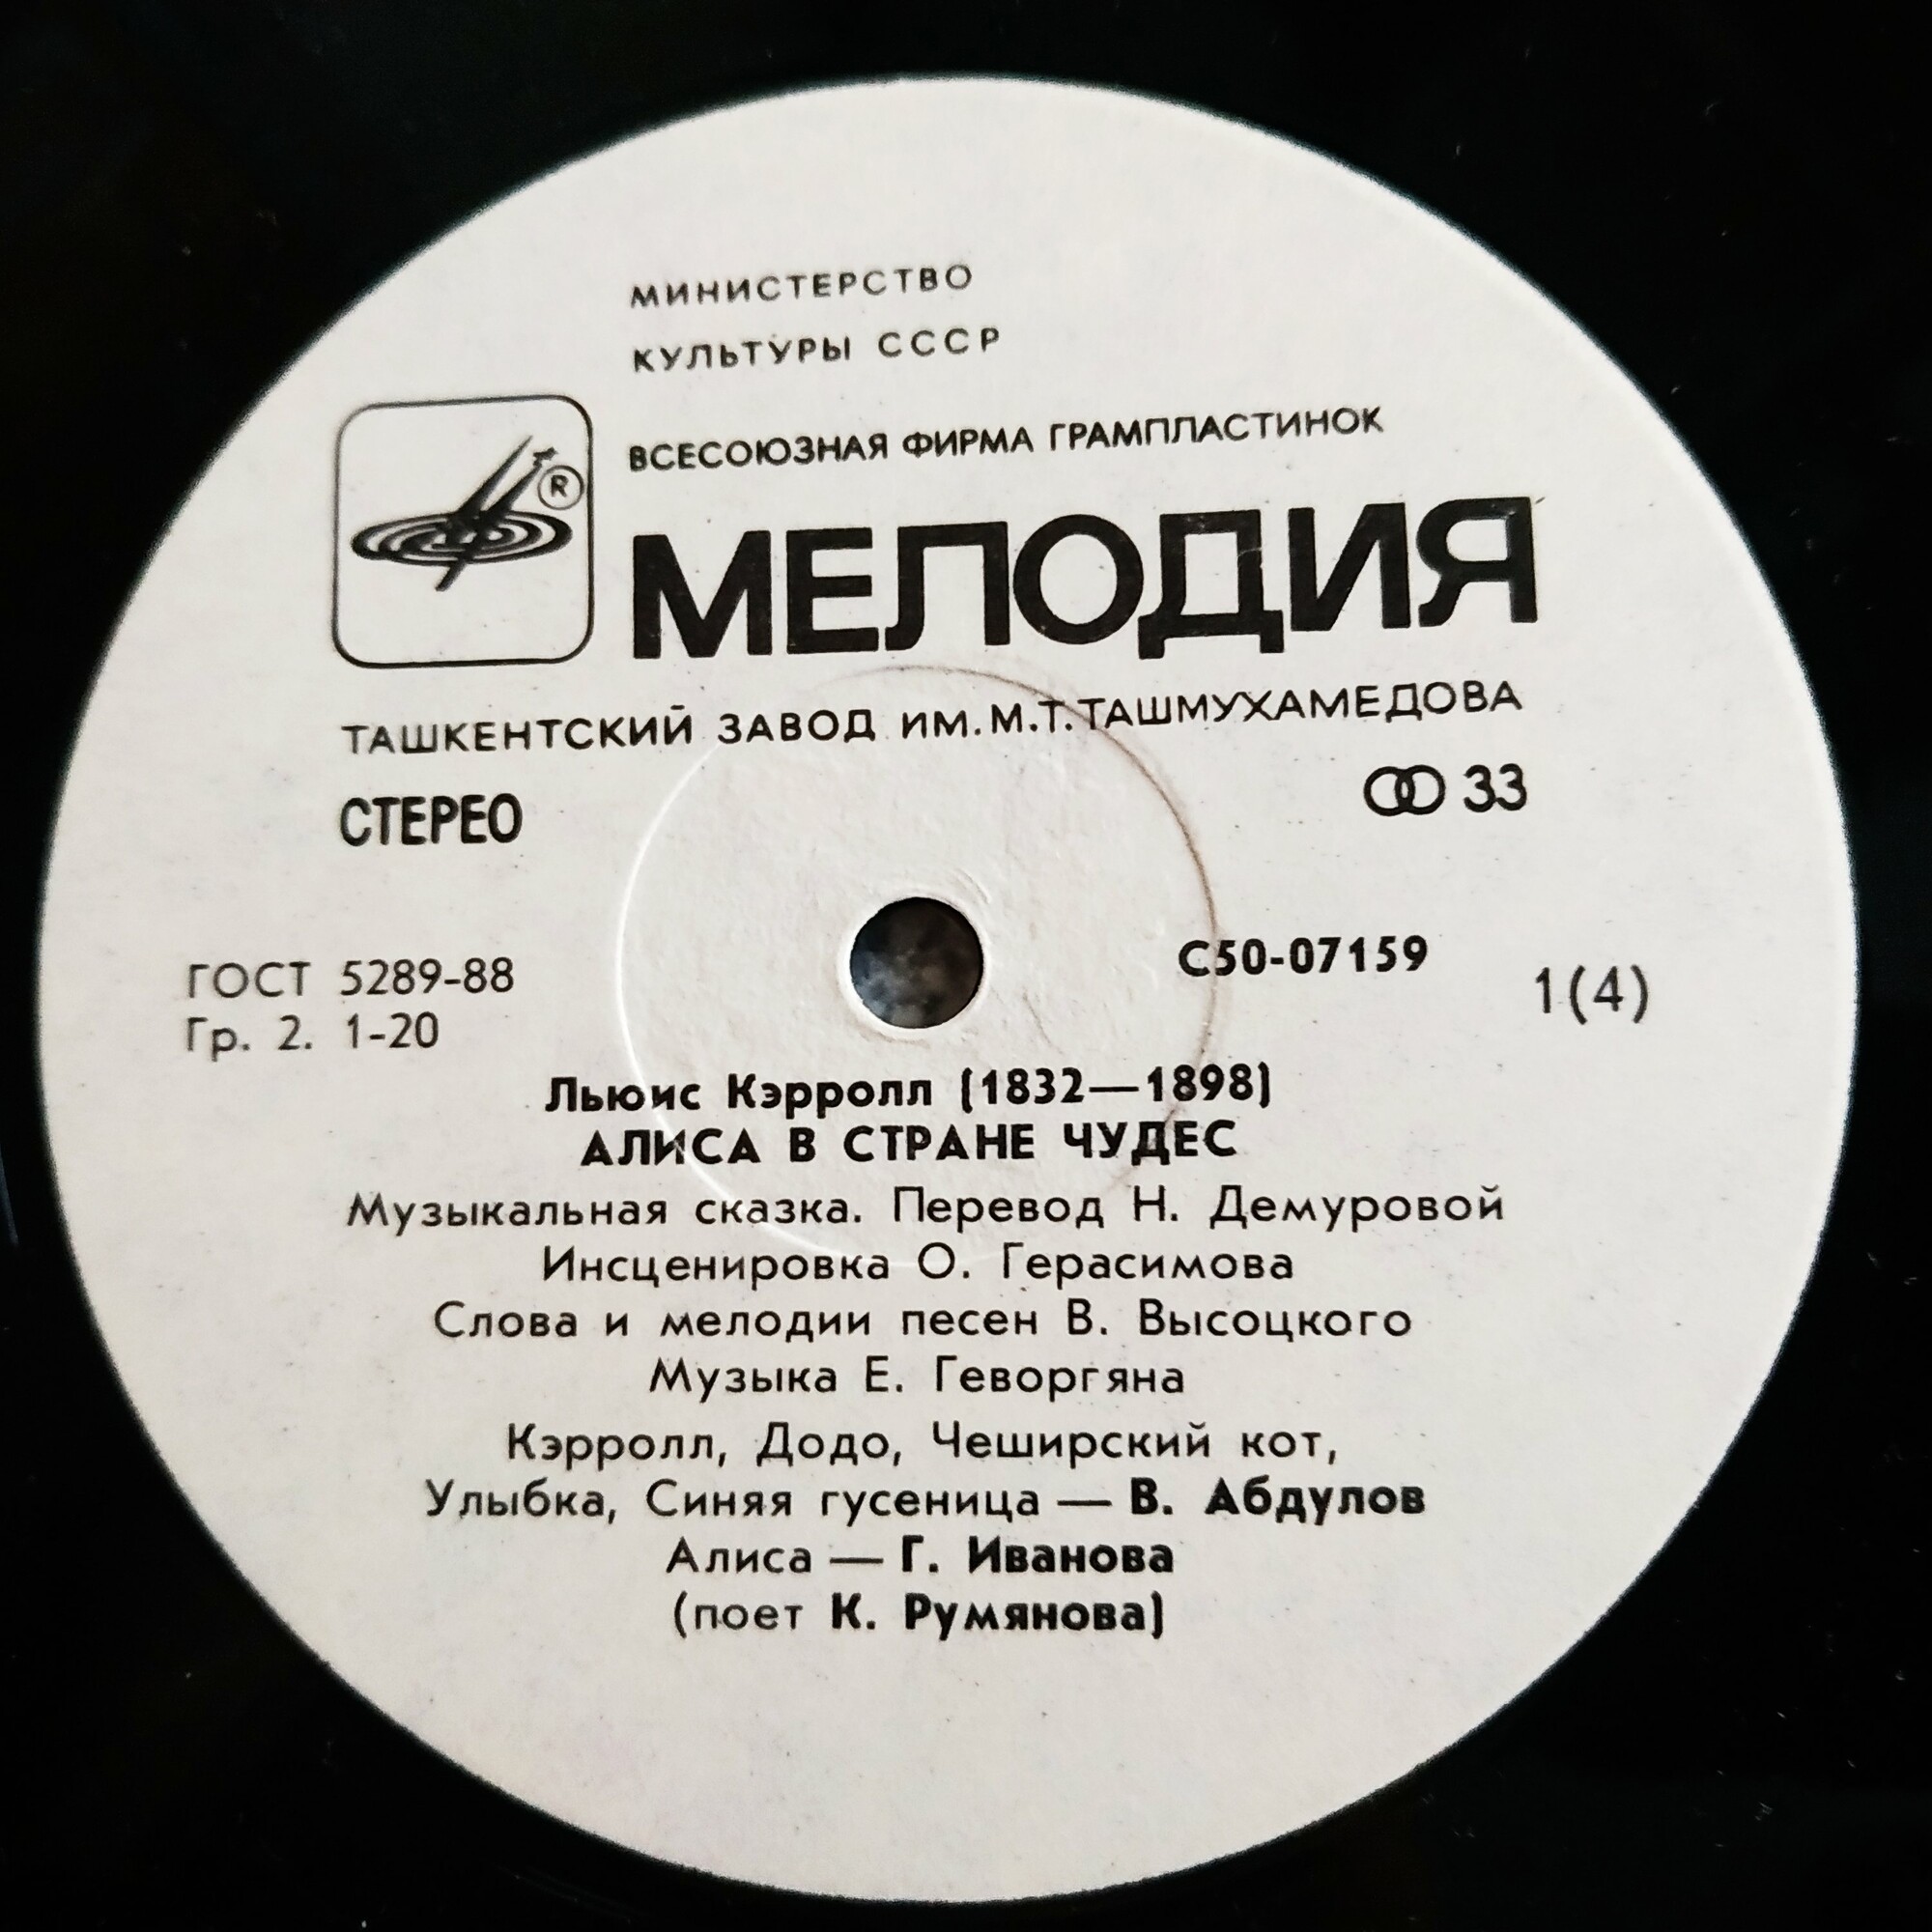 МИНИСТЕРСТВО
КУЛЬТУРЫ СССР
ВСЕСОЮЗНАЯ ФИРМА ГРАМПЛАСТИНОК
®
МЕЛОДИЯ
ТАШКЕНТСКИЙ ЗАВОД ИМ. М.Т. ТАШМУХАМЕДОВА
СТЕРЕО
33
ГОСТ 5289-88
Гр. 2. 1-20
С50-07159
1(4)
Льюис Кэрролл (1832—1898)
АЛИСА В СТРАНЕ ЧУДЕС
Музыкальная сказка. Перевод Н. Демуровой
Инсценировка О. Герасимова
Слова и мелодии песен В. Высоцкого
Музыка Е. Геворгяна
Кэрролл, Додо, Чеширский кот,
Улыбка, Синяя гусеница — В. Абдулов
Алиса — Г. Иванова
(поет К. Румянова)